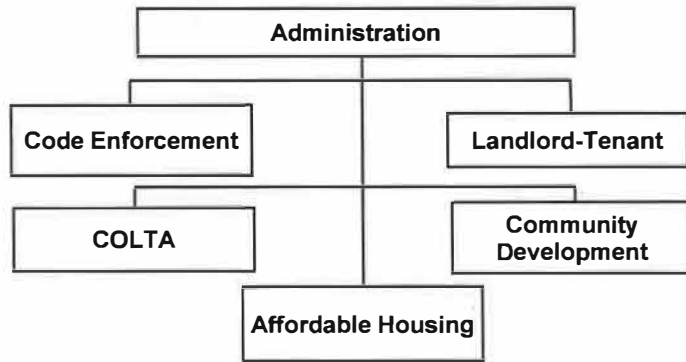 Administration
Code Enforcement
Landlord-Tenant
COLTA
Community
Development
Affordable Housing